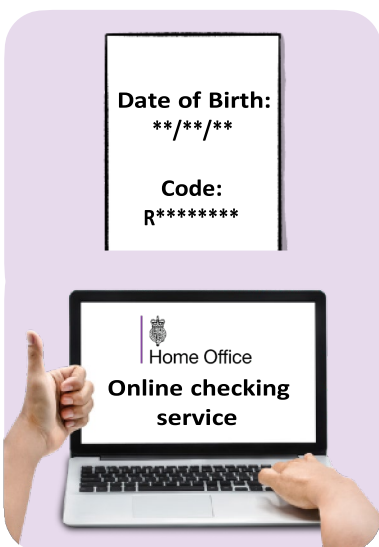 Date of Birth:
**/**/**
Code:
R********
Home Office
Online checking
service